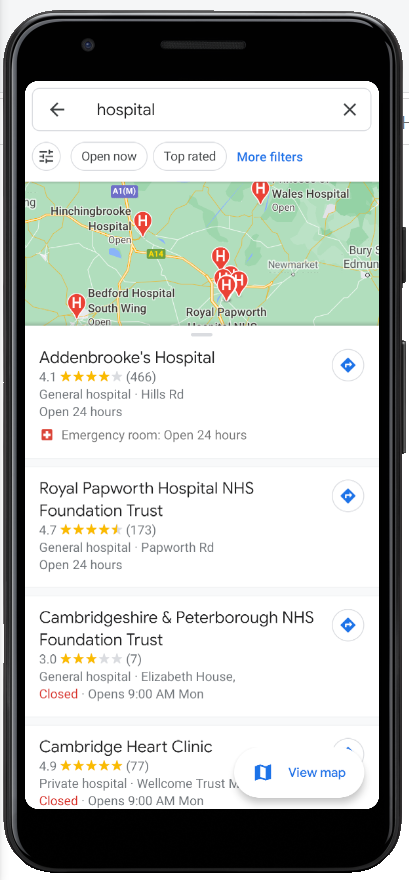 hospital
Open now
Top rated
More filters
A1(M)
Wales Hospital
Open
Hinchingbrooke
Hospital
Open
A14
Bury S
Edmun
Newmarket
Bedford Hospital
South Wing
Open
Royal Papworth
Hospital NHS
Addenbrooke's Hospital
4.1 (466)
General hospital · Hills Rd
Open 24 hours
Emergency room: Open 24 hours
Royal Papworth Hospital NHS
Foundation Trust
4.7 (173)
General hospital · Papworth Rd
Open 24 hours
Cambridgeshire & Peterborough NHS
Foundation Trust
3.0 (7)
General hospital · Elizabeth House,
Closed · Opens 9:00 AM Mon
Cambridge Heart Clinic
4.9 (77)
Private hospital · Wellcome Trust
Closed · Opens 9:00 AM Mon
View map